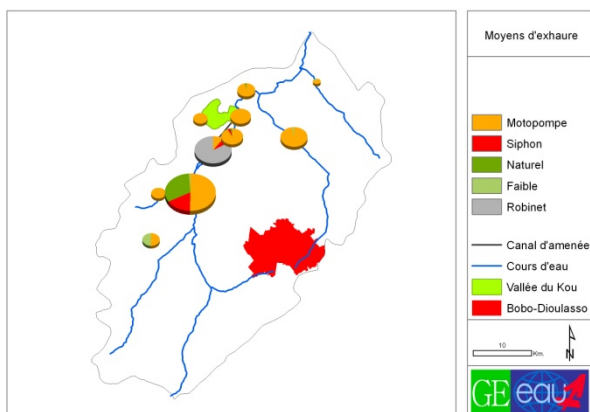 Moyens d'exhaure
Motopompe
Siphon
Naturel
Faible
Robinet
Canal d'amenée
Cours d'eau
Vallée du Kou
Bobo-Dioulasso
10
Km.
N
GE eau